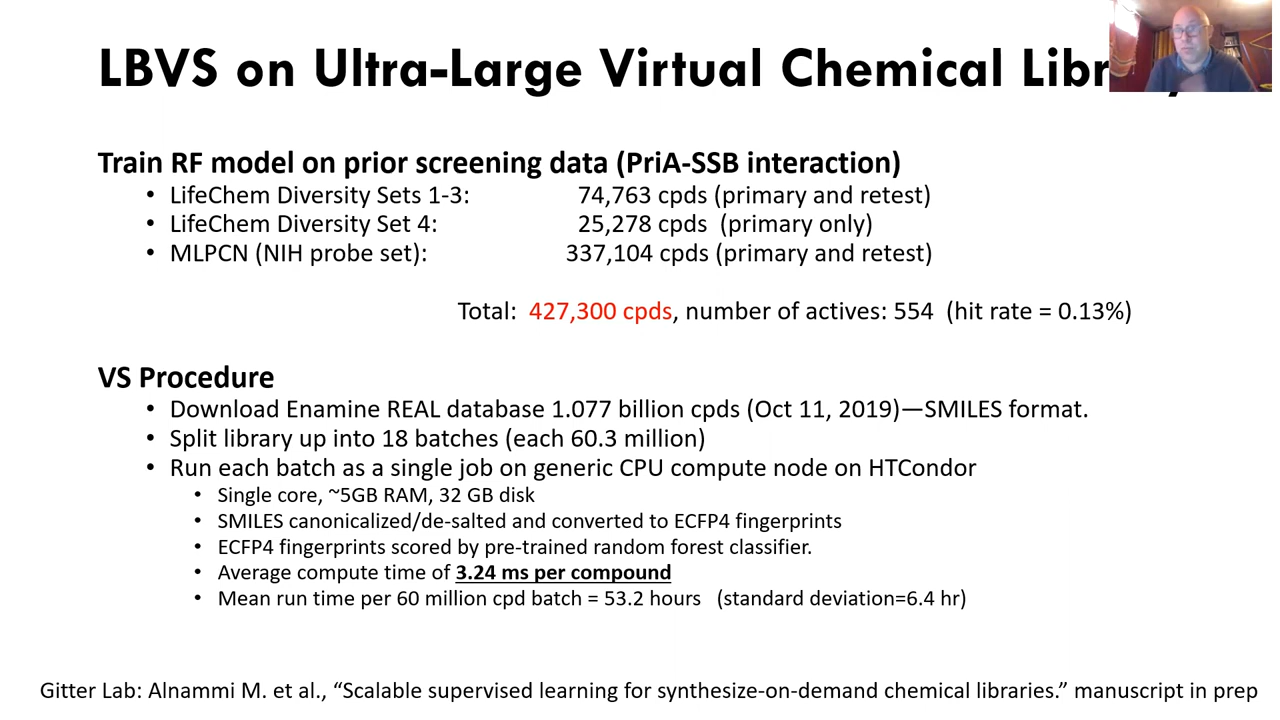 LBVS on Ultra-Large Virtual Chemical
Train RF model on prior screening data (PriA-SSB interaction)
• LifeChem Diversity Sets 1-3: 74,763 cpds (primary and retest)
• LifeChem Diversity Set 4: 25,278 cpds (primary only)
• MLPCN (NIH probe set): 337,104 cpds (primary and retest)
Total: 427,300 cpds, number of actives: 554 (hit rate = 0.13%)
VS Procedure
• Download Enamine REAL database 1.077 billion cpds (Oct 11, 2019)—SMILES format.
• Split library up into 18 batches (each 60.3 million)
• Run each batch as a single job on generic CPU compute node on HTCondor
• Single core, ~5GB RAM, 32 GB disk
• SMILES canonicalized/de-salted and converted to ECFP4 fingerprints
• ECFP4 fingerprints scored by pre-trained random forest classifier.
• Average compute time of 3.24 ms per compound
• Mean run time per 60 million cpd batch = 53.2 hours (standard deviation=6.4 hr)
Gitter Lab: Alnammi M. et al., “Scalable supervised learning for synthesize-on-demand chemical libraries.” manuscript in prep